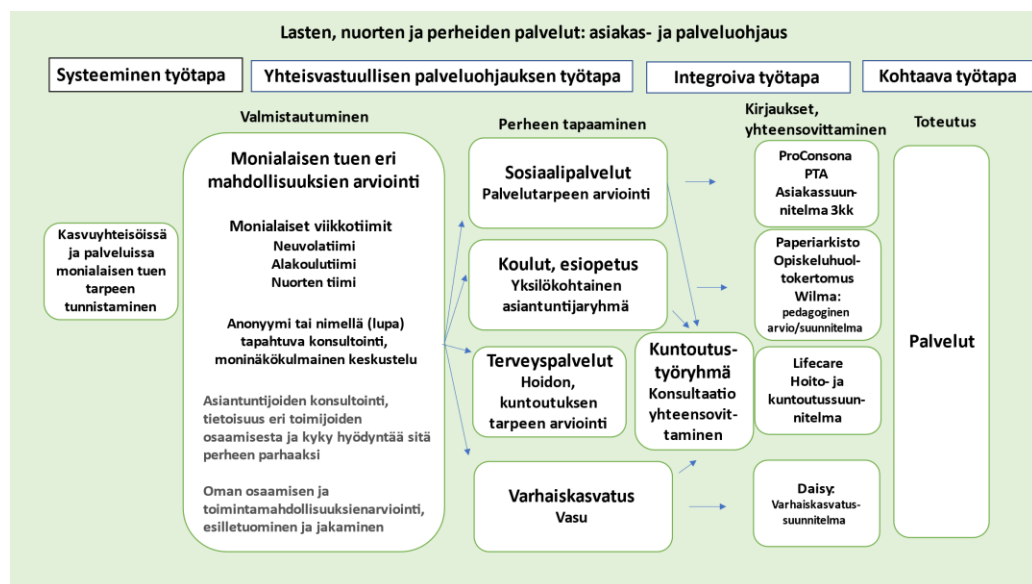 Lasten, nuorten ja perheiden palvelut: asiakas- ja palveluohjaus
Systeeminen työtapa
Yhteisvastuullisen palveluohjauksen työtapa
Integroiva työtapa
Kohtaava työtapa
Kasvuyhteisöissä
ja palveluissa
monialaisen tuen
tarpeen
tunnistaminen
Valmistautuminen
Monialaisen tuen eri
mahdollisuuksien arviointi
Monialaiset viikkotiimit
Neuvolatiimi
Alakoulutiimi
Nuorten tiimi
Anonyymi tai nimellä (lupa)
tapahtuva konsultointi,
moninäkökulmainen keskustelu
Asiantuntijoiden konsultointi,
tietoisuus eri toimijoiden
osaamisesta ja kyky hyödyntää sitä
perheen parhaaksi
Oman osaamisen ja
toimintamahdollisuuksienarviointi,
esilletuominen ja jakaminen
Perheen tapaaminen
Sosiaalipalvelut
Palvelutarpeen arviointi
Koulut, esiopetus
Yksilökohtainen
asiantuntijaryhmä
Terveyspalvelut
Hoidon,
kuntoutuksen
tarpeen arviointi
Varhaiskasvatus
Vasu
Kuntoutus-
työryhmä
Konsultaatio
yhteensovit-
taminen
Kirjaukset,
yhteensovittaminen
ProConsona
PTA
Asiakassuun-
nitelma 3kk
Paperiarkisto
Opiskeluhuol-
tokertomus
Wilma:
pedagoginen
arvio/suunnitelma
Lifecare
Hoito- ja
kuntoutussuun-
nitelma
Daisy:
Varhaiskasvatus-
suunnitelma
Toteutus
Palvelut